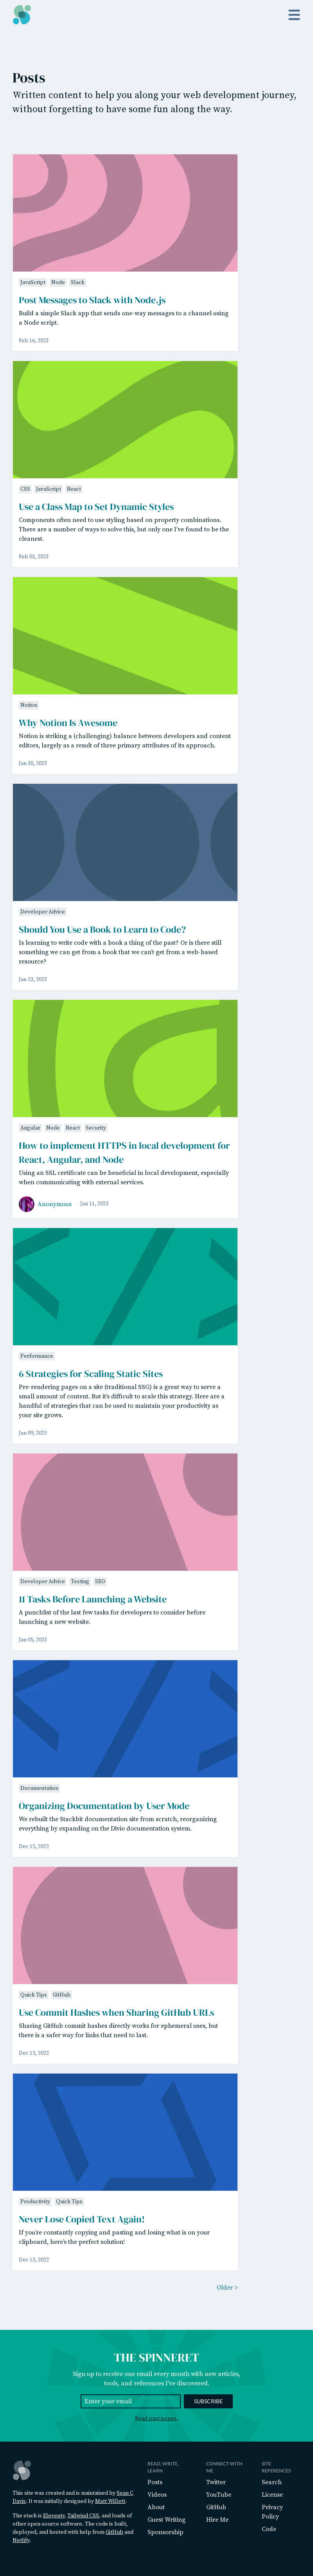 Posts
Written content to help you along your web development journey,
without forgetting to have some fun along the way.
JavaScript Node Slack
Post Messages to Slack with Node.js
Build a simple Slack app that sends one-way messages to a channel using
a Node script.
Feb 16, 2023
CSS JavaScript React
Use a Class Map to Set Dynamic Styles
Components often need to use styling based on property combinations.
There are a number of ways to solve this, but only one I've found to be the
cleanest.
Feb 03, 2023
Notion
Why Notion Is Awesome
Notion is striking a (challenging) balance between developers and content
editors, largely as a result of three primary attributes of its approach.
Jan 30, 2023
Developer Advice
Should You Use a Book to Learn to Code?
Is learning to write code with a book a thing of the past? Or is there still
something we can get from a book that we can't get from a web-based
resource?
Jan 23, 2023
Angular Node React Security
How to implement HTTPS in local development for
React, Angular, and Node
Using an SSL certificate can be beneficial in local development, especially
when communicating with external services.
Anonymous Jan 11, 2023
Performance
6 Strategies for Scaling Static Sites
Pre-rendering pages on a site (traditional SSG) is a great way to serve a
small amount of content. But it's difficult to scale this strategy. Here are a
handful of strategies that can be used to maintain your productivity as
your site grows.
Jan 09, 2023
Developer Advice Testing SEO
11 Tasks Before Launching a Website
A punchlist of the last few tasks for developers to consider before
launching a new website.
Jan 05, 2023
Documentation
Organizing Documentation by User Mode
We rebuilt the Stackbit documentation site from scratch, reorganizing
everything by expanding on the Divio documentation system.
Dec 15, 2022
Quick Tips GitHub
Use Commit Hashes when Sharing GitHub URLs
Sharing GitHub commit hashes directly works for ephemeral uses, but
there is a safer way for links that need to last.
Dec 15, 2022
Productivity Quick Tips
Never Lose Copied Text Again!
If you're constantly copying and pasting and losing what is on your
clipboard, here's the perfect solution!
Dec 13, 2022
Older >
THE SPINNERET
Sign up to receive one email every month with new articles,
tools, and references I've discovered.
Enter your email
SUBSCRIBE
Read past issues.
This site was created and is maintained by Sean C
Davis. It was initially designed by Matt Willett.
The stack is Eleventy, Tailwind CSS, and loads of
other open source software. The code is built,
deployed, and hosted with help from GitHub and
Netlify.
READ, WRITE,
LEARN
Posts
Videos
About
Guest Writing
Sponsorship
CONNECT WITH
ME
Twitter
YouTube
GitHub
Hire Me
SITE
REFERENCES
Search
License
Privacy
Policy
Code